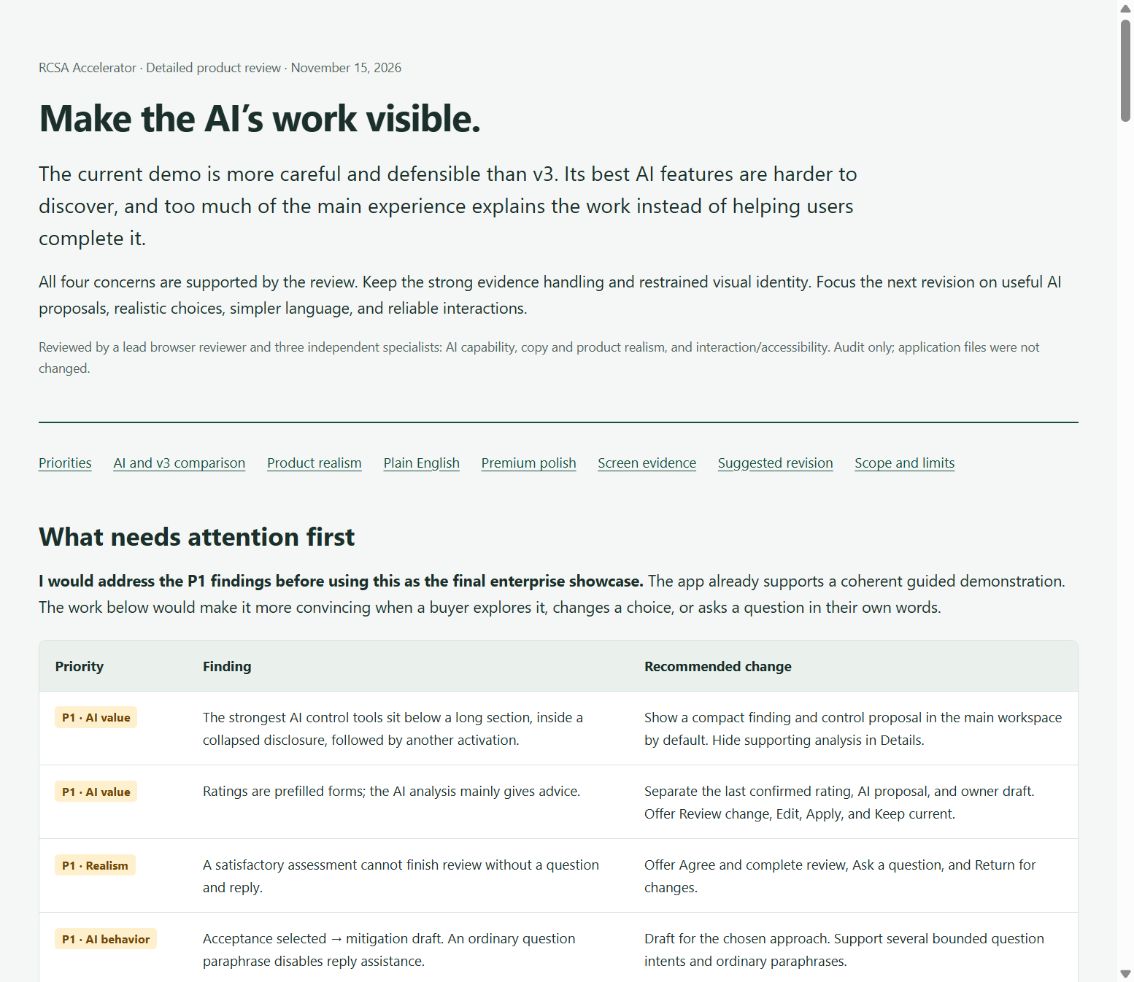 RCSA Accelerator · Detailed product review · November 15, 2026
Make the AI’s work visible.
The current demo is more careful and defensible than v3. Its best AI features are harder to
discover, and too much of the main experience explains the work instead of helping users
complete it.
All four concerns are supported by the review. Keep the strong evidence handling and restrained visual identity. Focus the next revision on useful AI
proposals, realistic choices, simpler language, and reliable interactions.
Reviewed by a lead browser reviewer and three independent specialists: AI capability, copy and product realism, and interaction/accessibility. Audit only; application files were not
changed.
Priorities AI and v3 comparison Product realism Plain English Premium polish Screen evidence Suggested revision Scope and limits
What needs attention first
I would address the P1 findings before using this as the final enterprise showcase. The app already supports a coherent guided demonstration.
The work below would make it more convincing when a buyer explores it, changes a choice, or asks a question in their own words.
Priority Finding Recommended change
P1 · AI value The strongest AI control tools sit below a long section, inside a Show a compact finding and control proposal in the main workspace
collapsed disclosure, followed by another activation. by default. Hide supporting analysis in Details.
P1 · AI value Ratings are prefilled forms; the AI analysis mainly gives advice. Separate the last confirmed rating, AI proposal, and owner draft.
Offer Review change, Edit, Apply, and Keep current.
P1 · Realism A satisfactory assessment cannot finish review without a question Offer Agree and complete review, Ask a question, and Return for
and reply. changes.
P1 · AI behavior Acceptance selected → mitigation draft. An ordinary question Draft for the chosen approach. Support several bounded question
paraphrase disables reply assistance. intents and ordinary paraphrases.